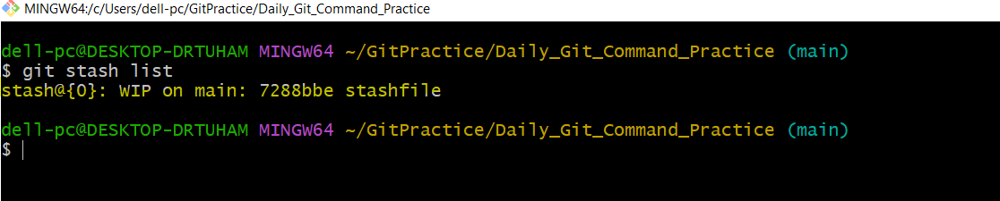 MINGW64:/c/Users/dell-pc/GitPractice/Daily_Git_Command_Practice
dell-pc@DESKTOP-DRTUHAM MINGW64 ~/GitPractice/Daily_Git_Command_Practice (main)
$ git stash list
stash@{0}: WIP on main: 7288bbe stashfile
dell-pc@DESKTOP-DRTUHAM MINGW64 ~/GitPractice/Daily_Git_Command_Practice (main)
$